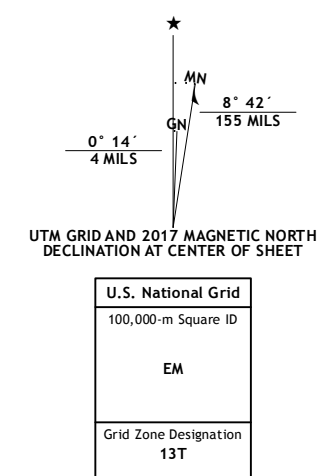 ★
MN
GN
8° 42´
155 MILS
0° 14´
4 MILS
UTM GRID AND 2017 MAGNETIC NORTH
DECLINATION AT CENTER OF SHEET
U.S. National Grid
100,000-m Square ID
EM
Grid Zone Designation
13T